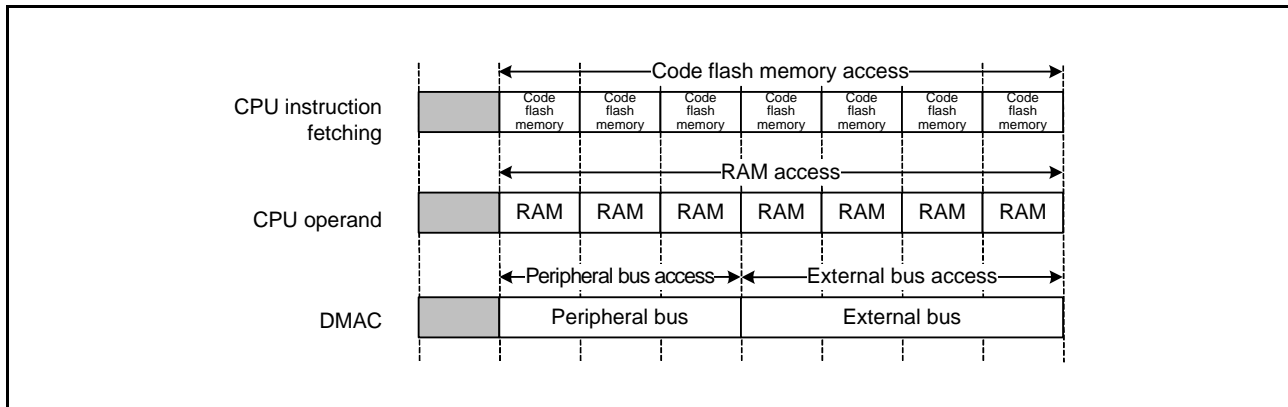 Code flash memory access
CPU instruction
fetching
Code flash memory Code flash memory Code flash memory Code flash memory Code flash memory Code flash memory Code flash memory
RAM access
CPU operand
RAM RAM RAM RAM RAM RAM RAM
Peripheral bus access External bus access
DMAC
Peripheral bus External bus